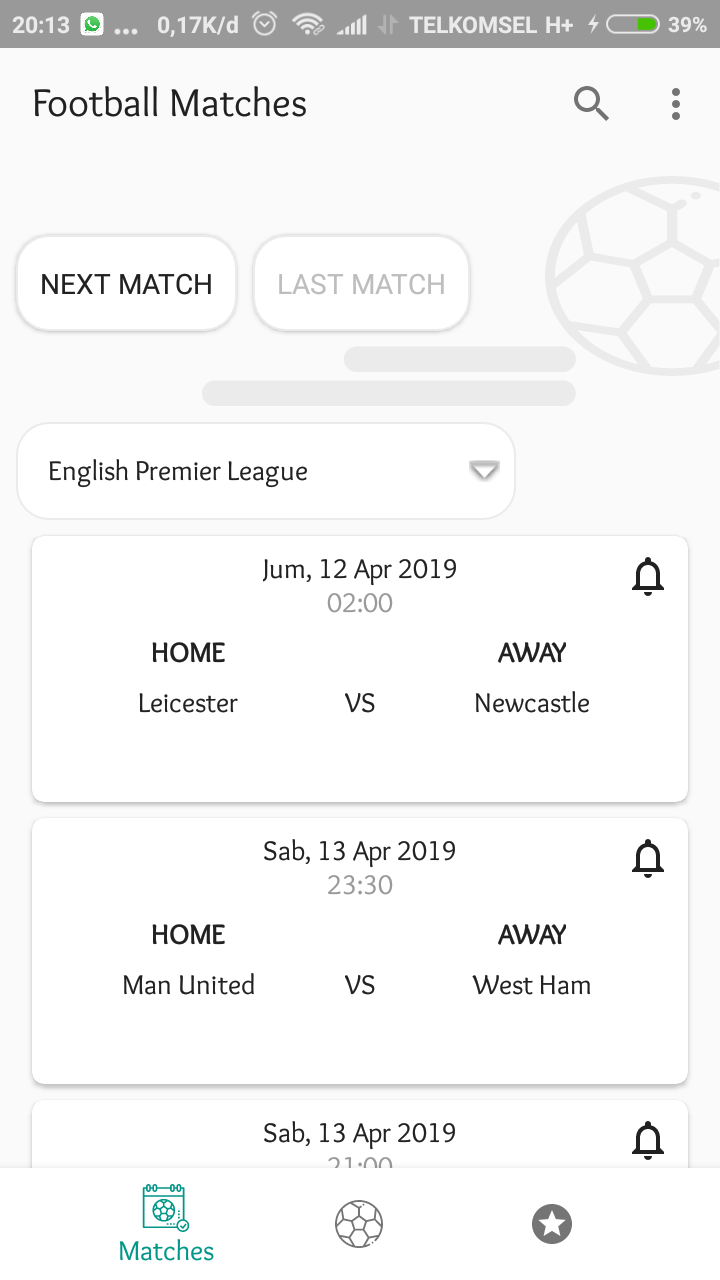 20:13 ... 0,17K/d TELKOMSEL H+ 39%
Football Matches
NEXT MATCH LAST MATCH
English Premier League
Jum, 12 Apr 2019
02:00
HOME AWAY
Leicester VS Newcastle
Sab, 13 Apr 2019
23:30
HOME AWAY
Man United VS West Ham
Sab, 13 Apr 2019
21:00
Matches